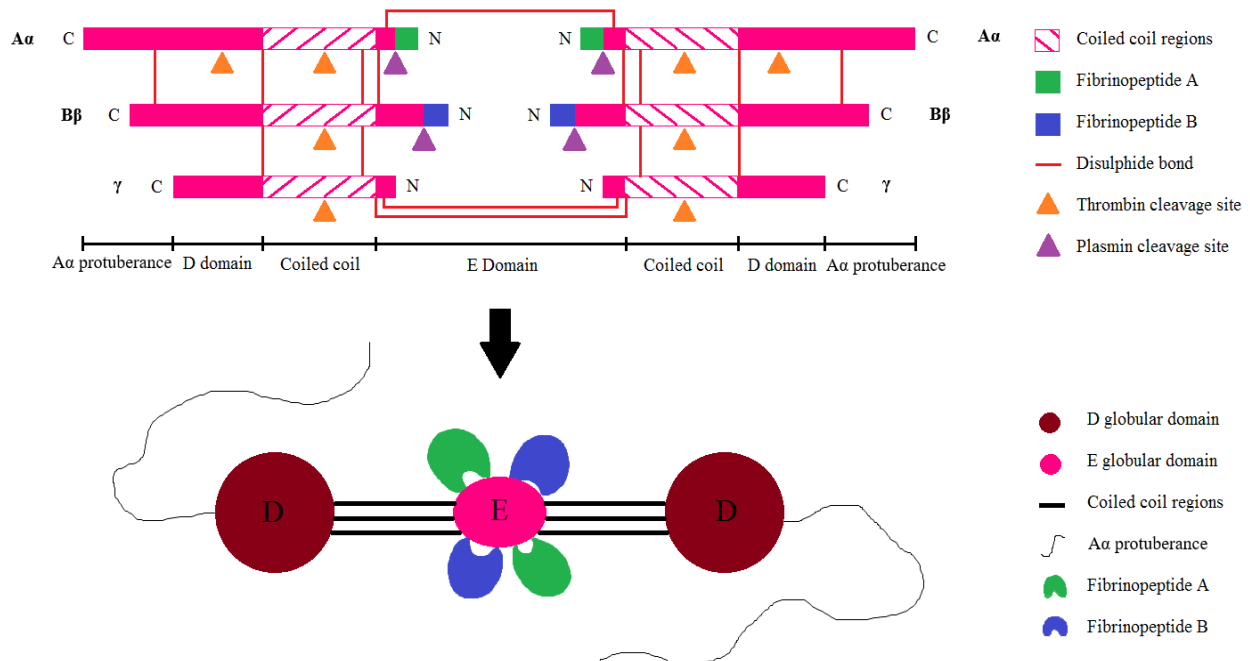 Aα C N N C Aα
Bβ C N N C Bβ
γ C N N C γ
Aα protuberance D domain Coiled coil E Domain Coiled coil D domain Aα protuberance
Coiled coil regions
Fibrinopeptide A
Fibrinopeptide B
Disulphide bond
Thrombin cleavage site
Plasmin cleavage site
D E D
D globular domain
E globular domain
Coiled coil regions
Aα protuberance
Fibrinopeptide A
Fibrinopeptide B